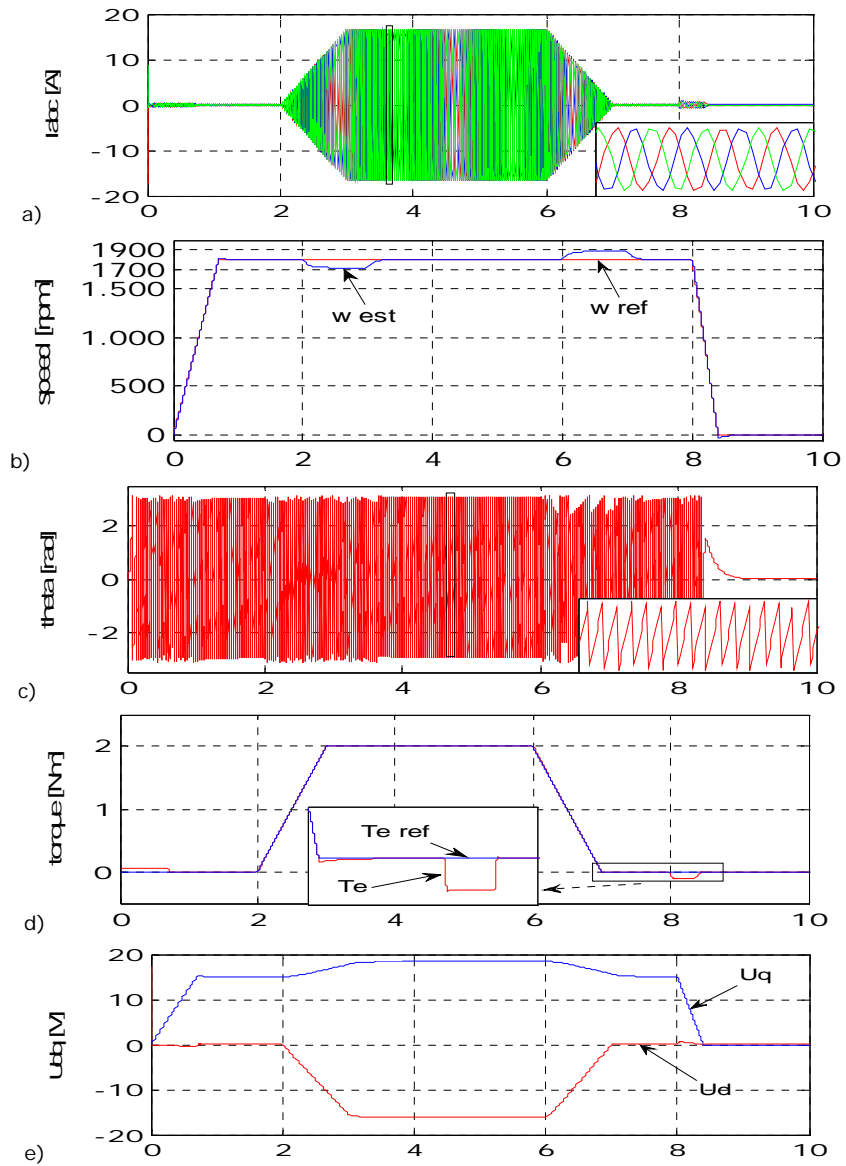 20
10
0
-10
-20
Iabc [A]
0 2 4 6 8 10
a)
1900
1700
1.500
1.000
500
0
speed [rpm]
w est
w ref
0 2 4 6 8 10
b)
2
0
-2
theta [rad]
0 2 4 6 8 10
c)
2
1
0
torque [Nm]
Te ref
Te
0 2 4 6 8 10
d)
20
10
0
-10
-20
Udq [V]
Uq
Ud
0 2 4 6 8 10
e)